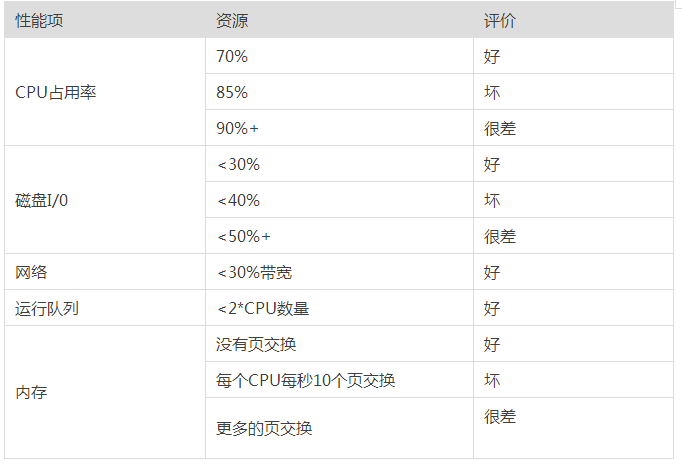 性能项 资源 评价
CPU占用率 70% 好
85% 坏
90%+ 很差
磁盘I/0 <30% 好
<40% 坏
<50%+ 很差
网络 <30%带宽 好
运行队列 <2*CPU数量 好
内存 没有页交换 好
每个CPU每秒10个页交换 坏
更多的页交换 很差